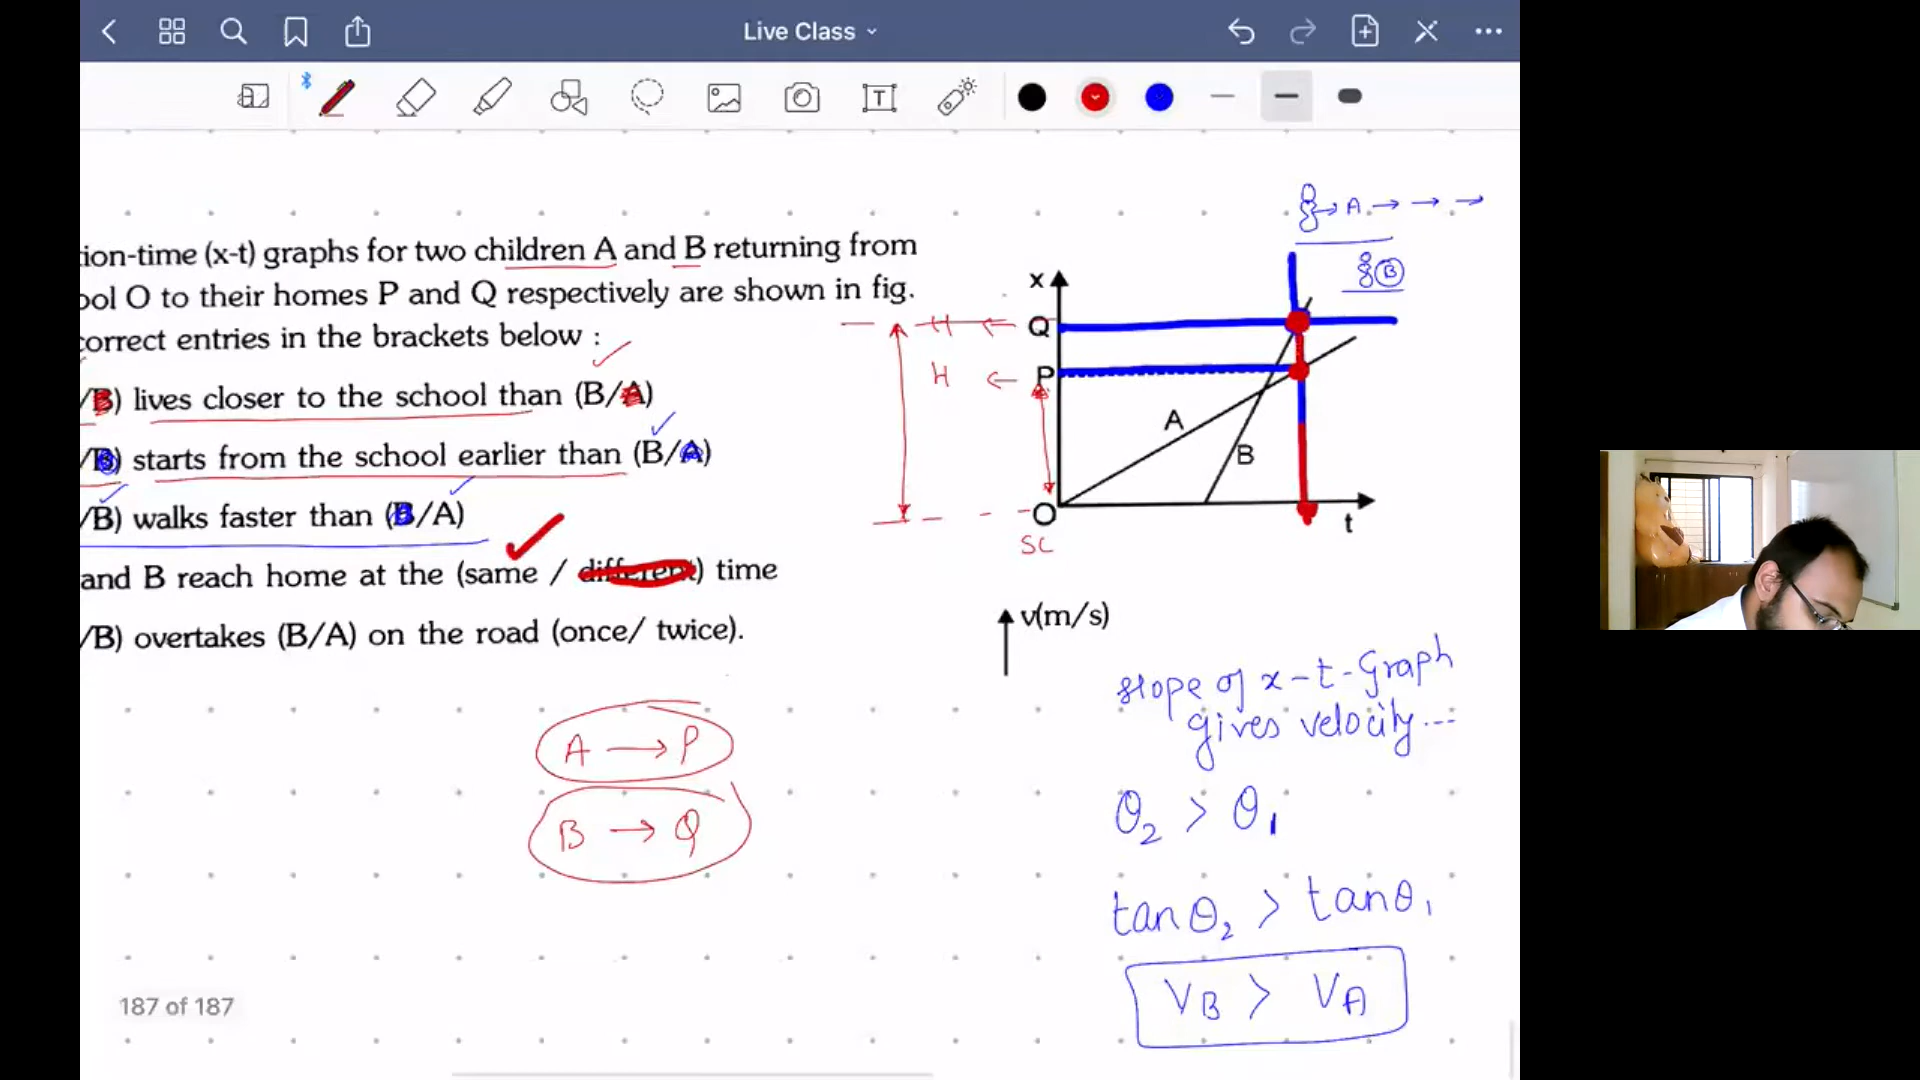 Live Class
T
A
B
tion-time (x-t) graphs for two children A and B returning from
ool O to their homes P and Q respectively are shown in fig.
correct entries in the brackets below :
/B) lives closer to the school than (B/A)
/B) starts from the school earlier than (B/A)
/B) walks faster than (B/A)
and B reach home at the (same / different) time
/B) overtakes (B/A) on the road (once/ twice).
x
Q
H
H
P
A
B
O
t
SC
v(m/s)
slope of x-t-Graph
gives velocity---
A → P
B → Q
θ2 > θ1
tanθ2 > tanθ1
VB > VA
187 of 187